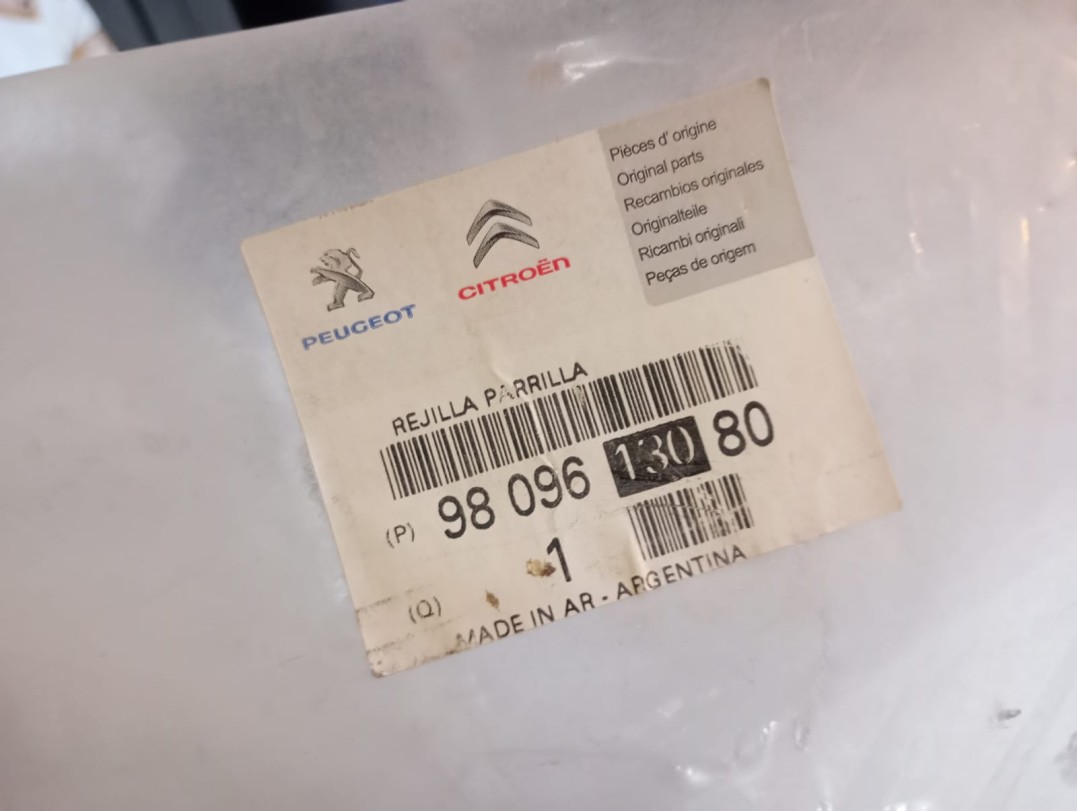 PEUGEOT
CITROËN
Pièces d' origine
Original parts
Recambios originales
Originalteile
Ricambi originali
Peças de origem
REJILLA PARRILLA
(P) 98 096 130 80
(Q) 1
MADE IN AR - ARGENTINA